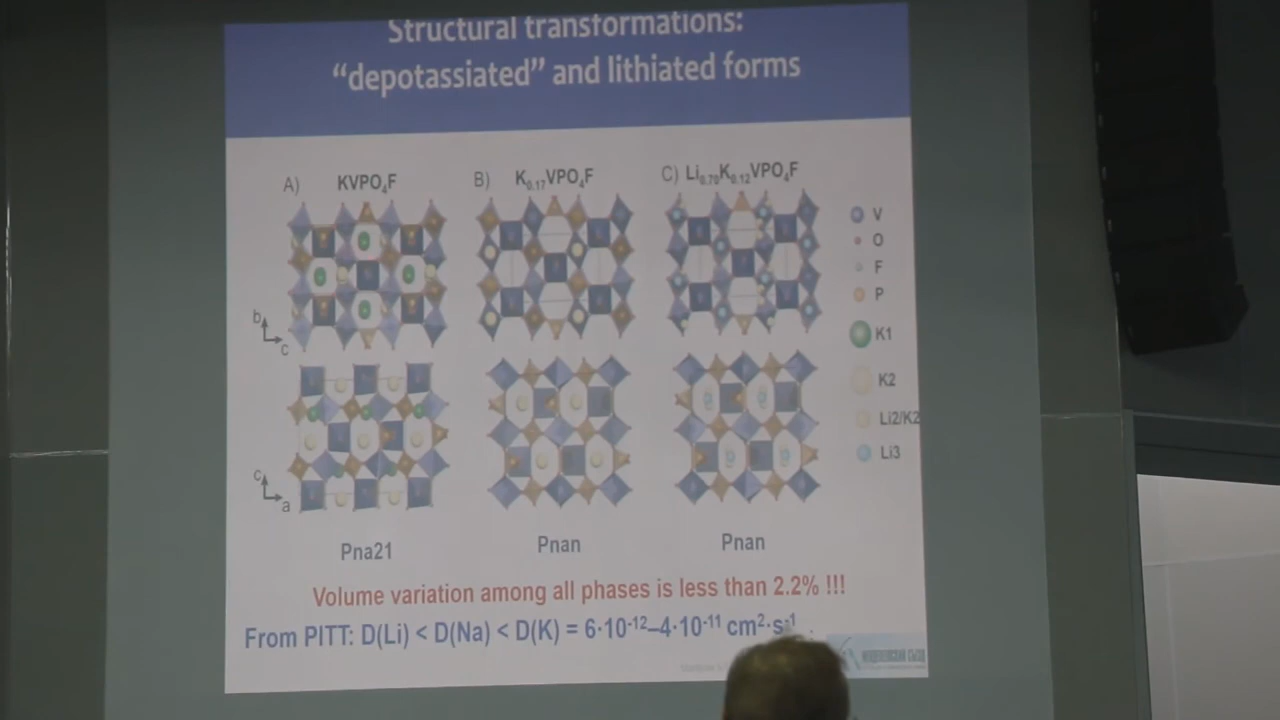 Structural transformations:
“depotassiated” and lithiated forms
A) KVPO₄F
B) K₀.₁₇VPO₄F
C) Li₀.₇₀K₀.₁₂VPO₄F
V
O
F
P
K1
K2
Li2/K2
Li3
b
c
c
a
Pna21
Pnan
Pnan
Volume variation among all phases is less than 2.2% !!!
From PITT: D(Li) < D(Na) < D(K) = 6·10⁻¹²–4·10⁻¹¹ cm²·s⁻¹